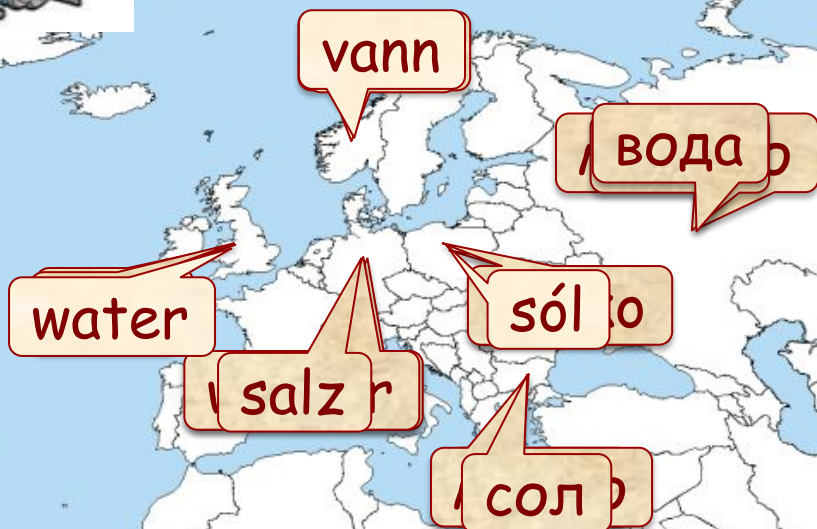 vann
вода
water
sól
salz
сол